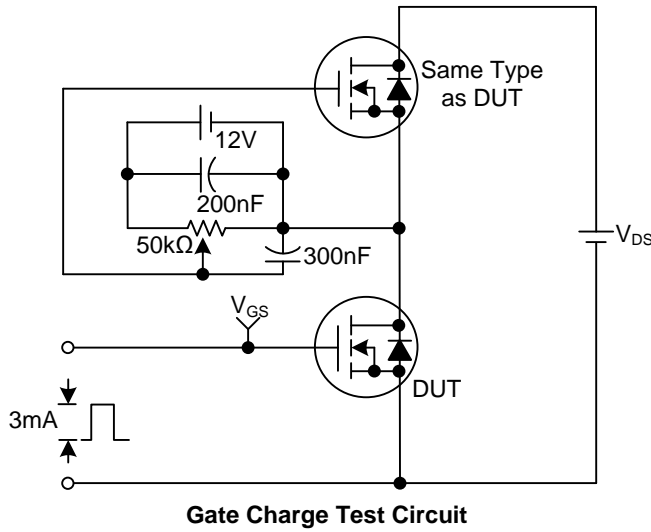 Same Type
as DUT
12V
200nF
50kΩ
300nF
V_DS
V_GS
DUT
3mA
Gate Charge Test Circuit